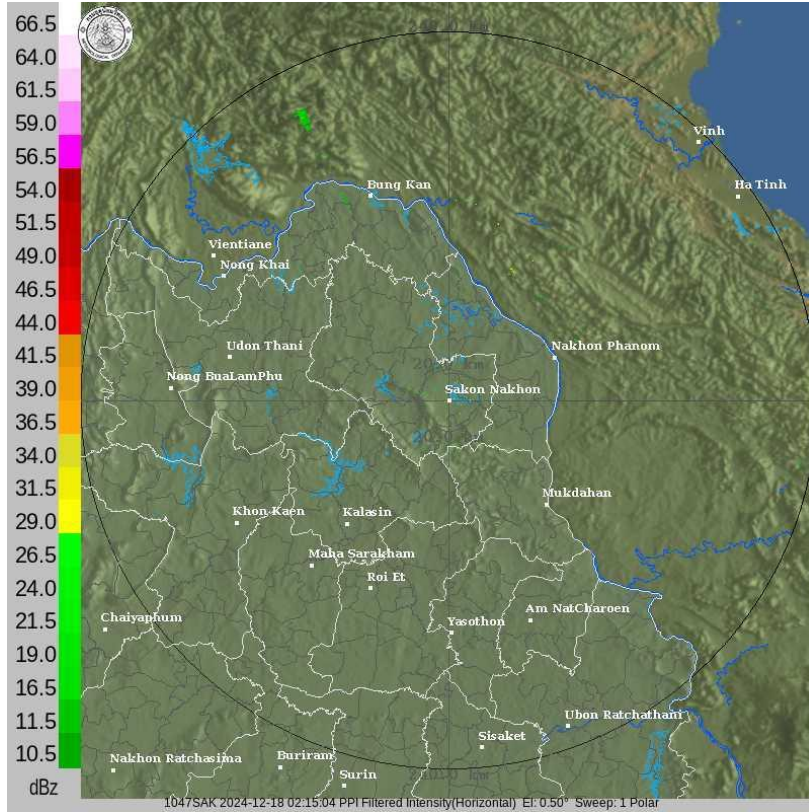 66.5
64.0
61.5
59.0
56.5
54.0
51.5
49.0
46.5
44.0
41.5
39.0
36.5
34.0
31.5
29.0
26.5
24.0
21.5
19.0
16.5
11.5
10.5
dBz
Vinh
Ha Tinh
Bung Kan
Vientiane
Nong Khai
Udon Thani
Nakhon Phanom
Nong BuaLamPhu
Sakon Nakhon
Mukdahan
Khon Kaen
Kalasin
Maha Sarakham
Roi Et
Chaiyaphum
Yasothon
Am NatCharoen
Ubon Ratchathani
Sisaket
Nakhon Ratchasima
Buriram
Surin
1047SAK 2024-12-18 02:15:04 PPI Filtered Intensity(Horizontal) El: 0.50° Sweep: 1 Polar